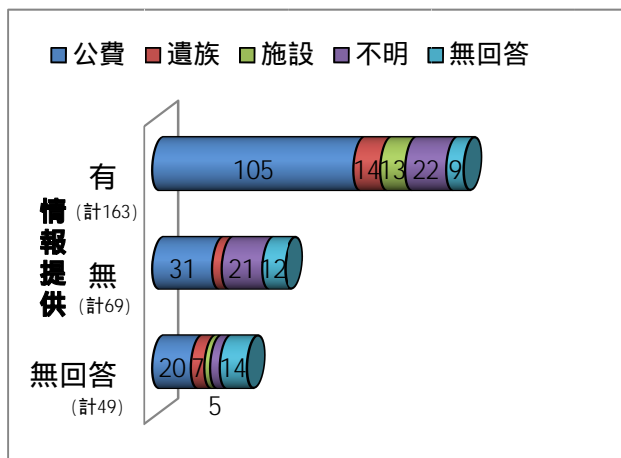 公費 遺族 施設 不明 無回答
情報提供
有
(計163)
105 14 13 22 9
無
(計69)
31 21 12
無回答
(計49)
20 7 14
5